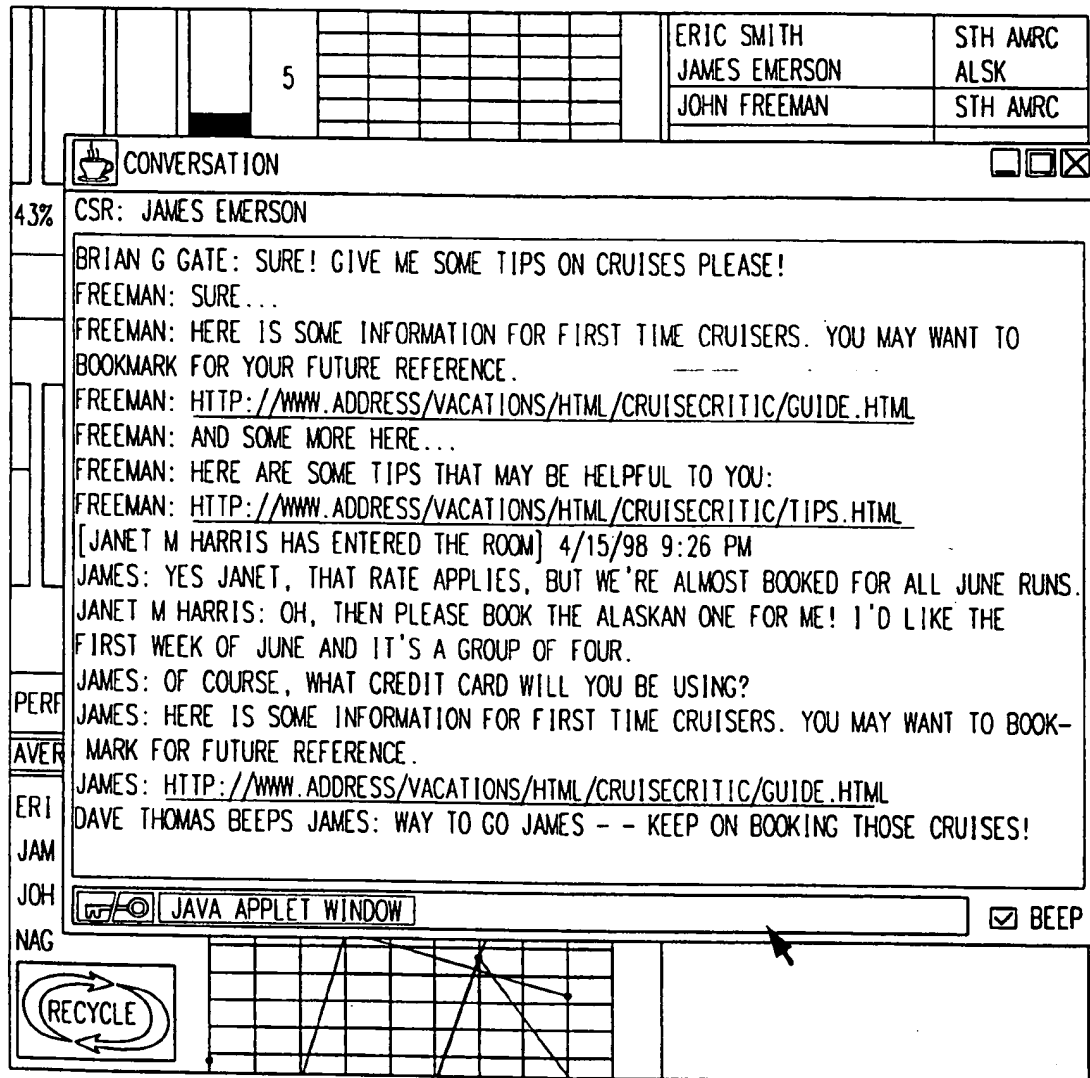 ERIC SMITH STH AMRC
5
JAMES EMERSON ALSK
JOHN FREEMAN STH AMRC
CONVERSATION
43%
CSR: JAMES EMERSON
BRIAN G GATE: SURE! GIVE ME SOME TIPS ON CRUISES PLEASE!
FREEMAN: SURE...
FREEMAN: HERE IS SOME INFORMATION FOR FIRST TIME CRUISERS. YOU MAY WANT TO
BOOKMARK FOR YOUR FUTURE REFERENCE.
FREEMAN: HTTP://WWW.ADDRESS/VACATIONS/HTML/CRUISECRITIC/GUIDE.HTML
FREEMAN: AND SOME MORE HERE...
FREEMAN: HERE ARE SOME TIPS THAT MAY BE HELPFUL TO YOU:
FREEMAN: HTTP://WWW.ADDRESS/VACATIONS/HTML/CRUISECRITIC/TIPS.HTML
[JANET M HARRIS HAS ENTERED THE ROOM] 4/15/98 9:26 PM
JAMES: YES JANET, THAT RATE APPLIES, BUT WE'RE ALMOST BOOKED FOR ALL JUNE RUNS.
JANET M HARRIS: OH, THEN PLEASE BOOK THE ALASKAN ONE FOR ME! I'D LIKE THE
FIRST WEEK OF JUNE AND IT'S A GROUP OF FOUR.
JAMES: OF COURSE, WHAT CREDIT CARD WILL YOU BE USING?
JAMES: HERE IS SOME INFORMATION FOR FIRST TIME CRUISERS. YOU MAY WANT TO BOOK-
MARK FOR FUTURE REFERENCE.
JAMES: HTTP://WWW.ADDRESS/VACATIONS/HTML/CRUISECRITIC/GUIDE.HTML
DAVE THOMAS BEEPS JAMES: WAY TO GO JAMES - - KEEP ON BOOKING THOSE CRUISES!
PERF
AVER
ERI
JAM
JOH
NAG
JAVA APPLET WINDOW
BEEP
RECYCLE